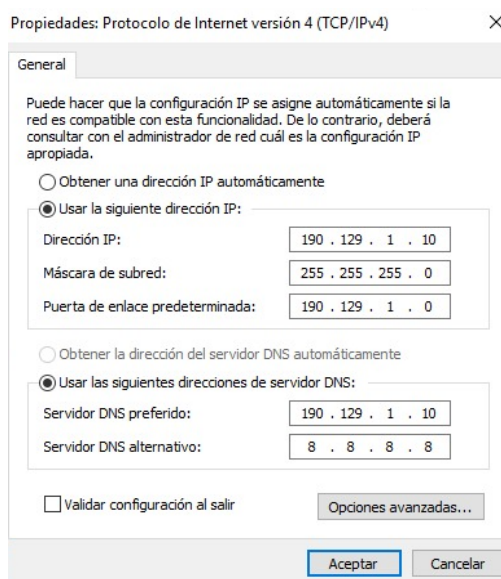 Propiedades: Protocolo de Internet versión 4 (TCP/IPv4)
General
Puede hacer que la configuración IP se asigne automáticamente si la
red es compatible con esta funcionalidad. De lo contrario, deberá
consultar con el administrador de red cuál es la configuración IP
apropiada.
Obtener una dirección IP automáticamente
Usar la siguiente dirección IP:
Dirección IP: 190 . 129 . 1 . 10
Máscara de subred: 255 . 255 . 255 . 0
Puerta de enlace predeterminada: 190 . 129 . 1 . 0
Obtener la dirección del servidor DNS automáticamente
Usar las siguientes direcciones de servidor DNS:
Servidor DNS preferido: 190 . 129 . 1 . 10
Servidor DNS alternativo: 8 . 8 . 8 . 8
Validar configuración al salir Opciones avanzadas...
Aceptar Cancelar